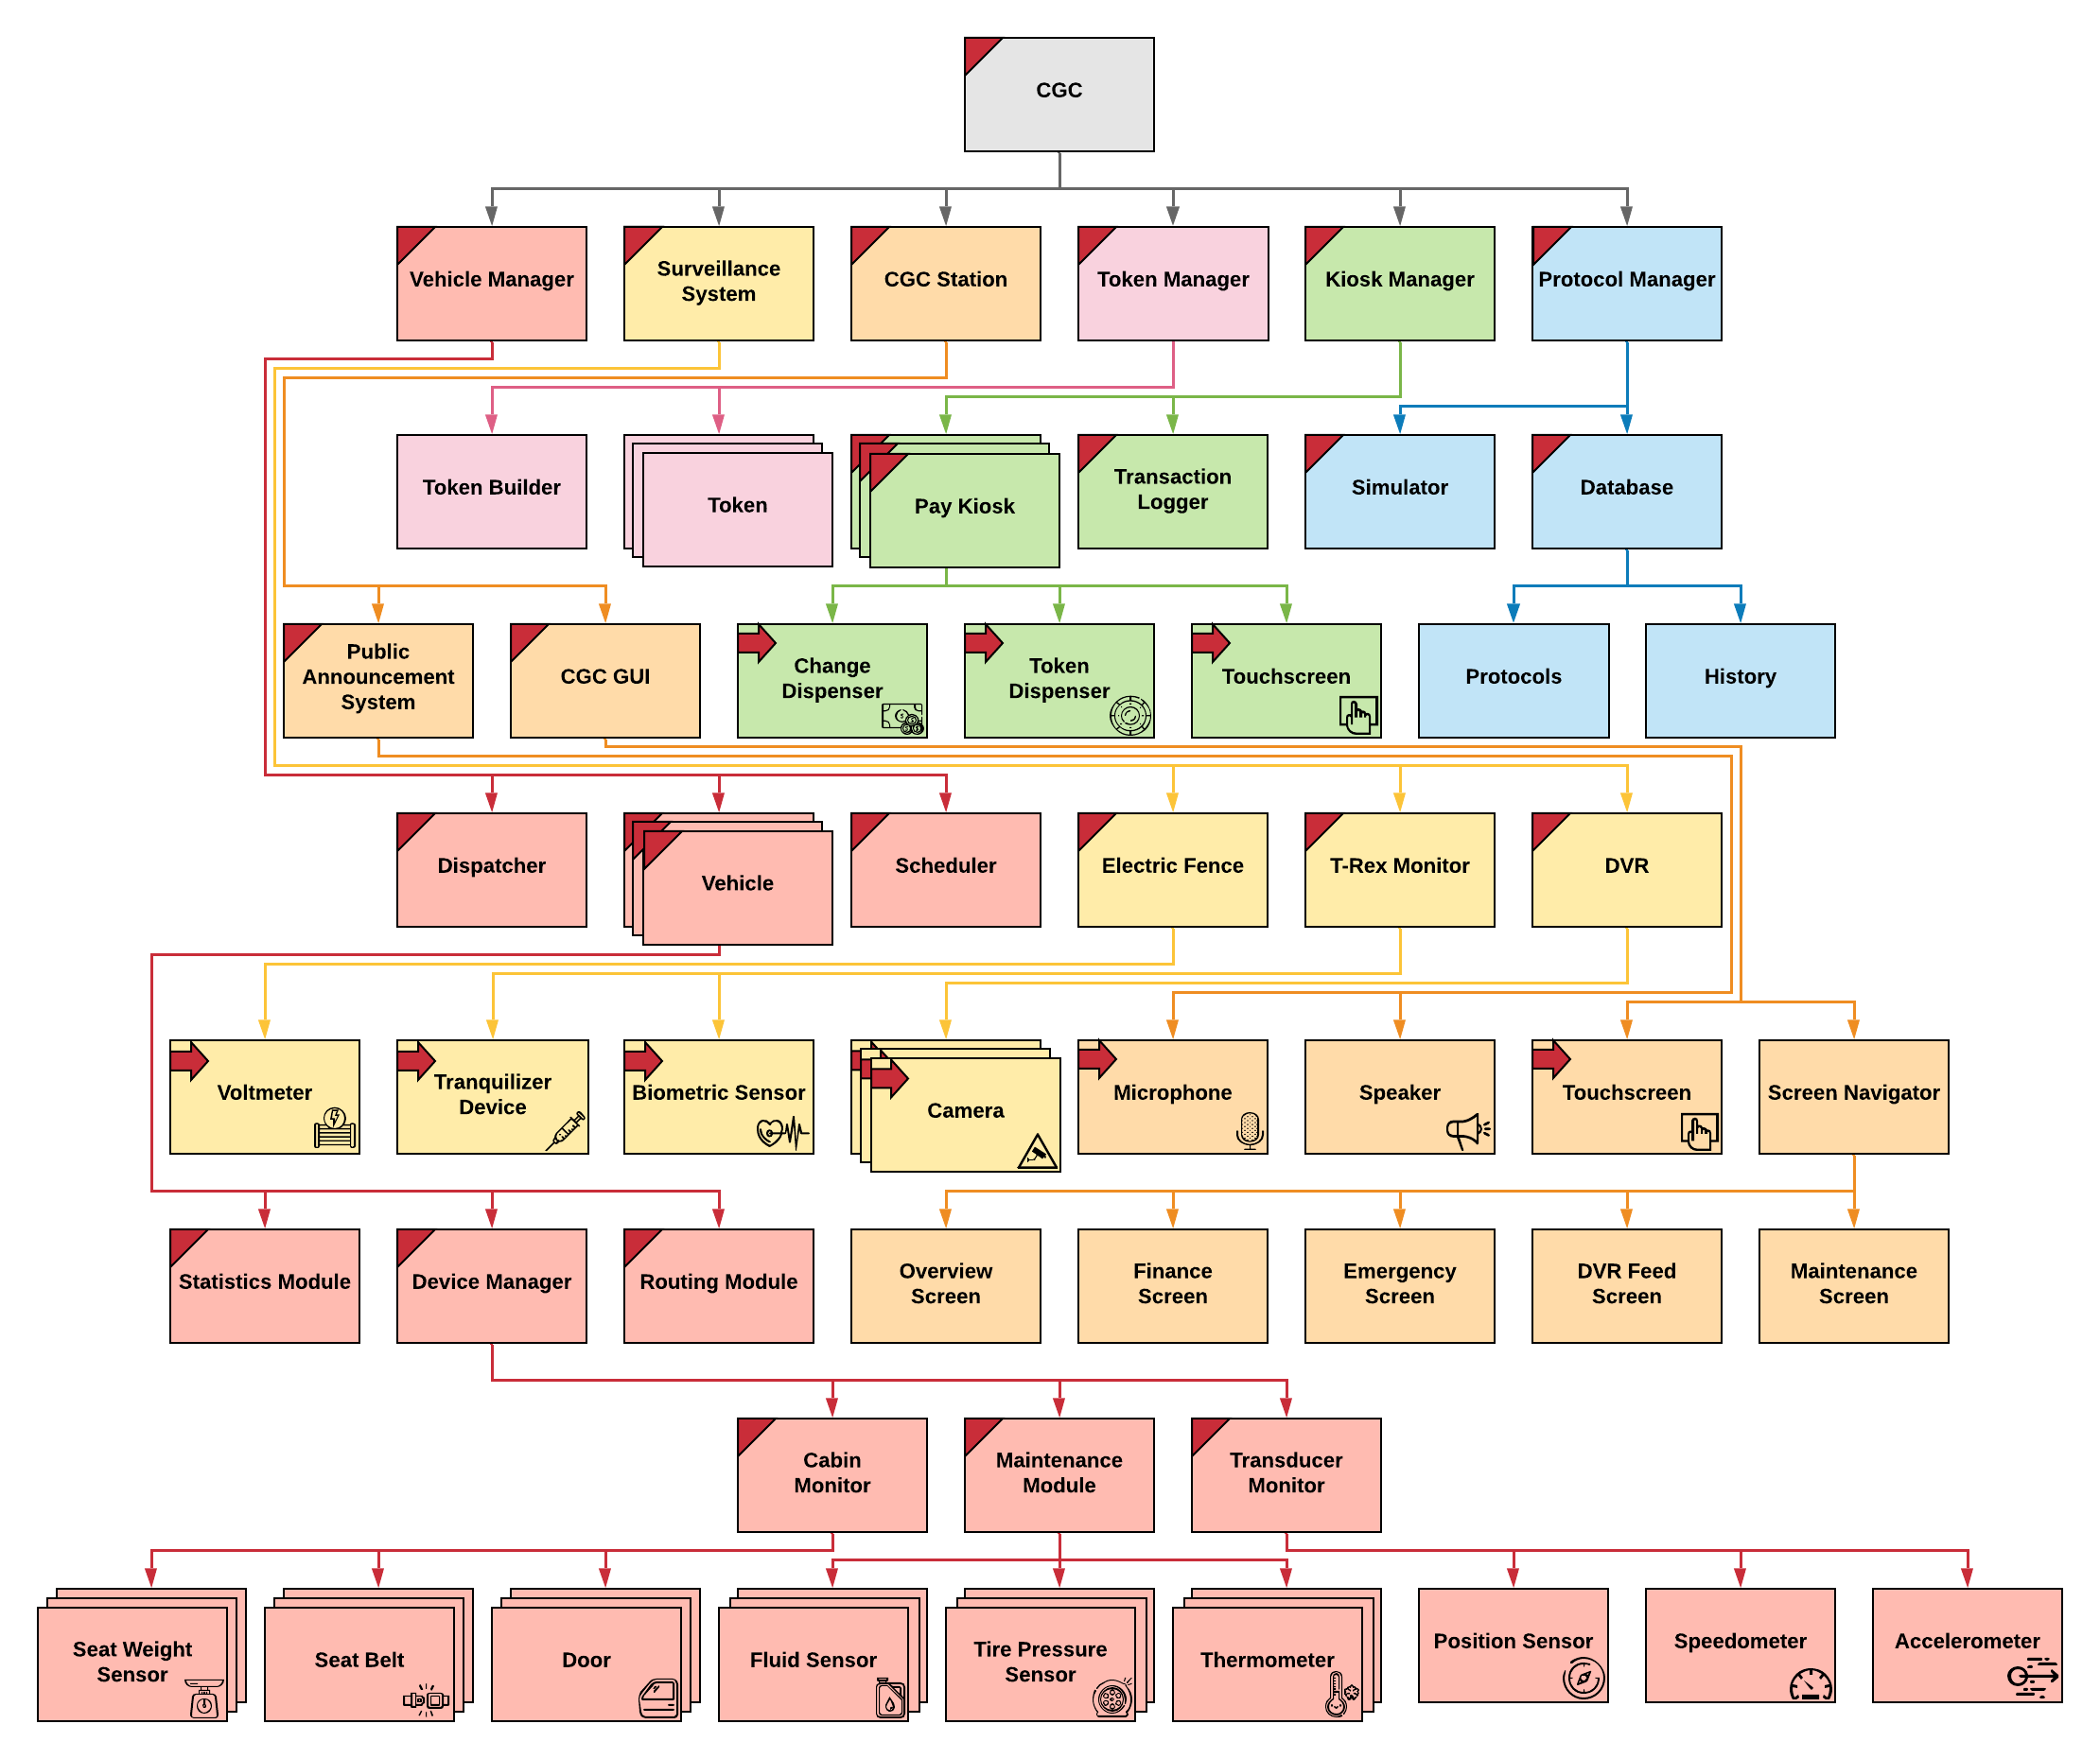 CGC
Vehicle Manager
Surveillance
System
CGC Station
Token Manager
Kiosk Manager
Protocol Manager
Token Builder
Token
Pay Kiosk
Transaction
Logger
Simulator
Database
Public
Announcement
System
CGC GUI
Change
Dispenser
Token
Dispenser
Touchscreen
Protocols
History
Dispatcher
Vehicle
Scheduler
Electric Fence
T-Rex Monitor
DVR
Voltmeter
Tranquilizer
Device
Biometric Sensor
Camera
Microphone
Speaker
Touchscreen
Screen Navigator
Statistics Module
Device Manager
Routing Module
Overview
Screen
Finance
Screen
Emergency
Screen
DVR Feed
Screen
Maintenance
Screen
Cabin
Monitor
Maintenance
Module
Transducer
Monitor
Seat Weight
Sensor
Seat Belt
Door
Fluid Sensor
Tire Pressure
Sensor
Thermometer
Position Sensor
Speedometer
Accelerometer